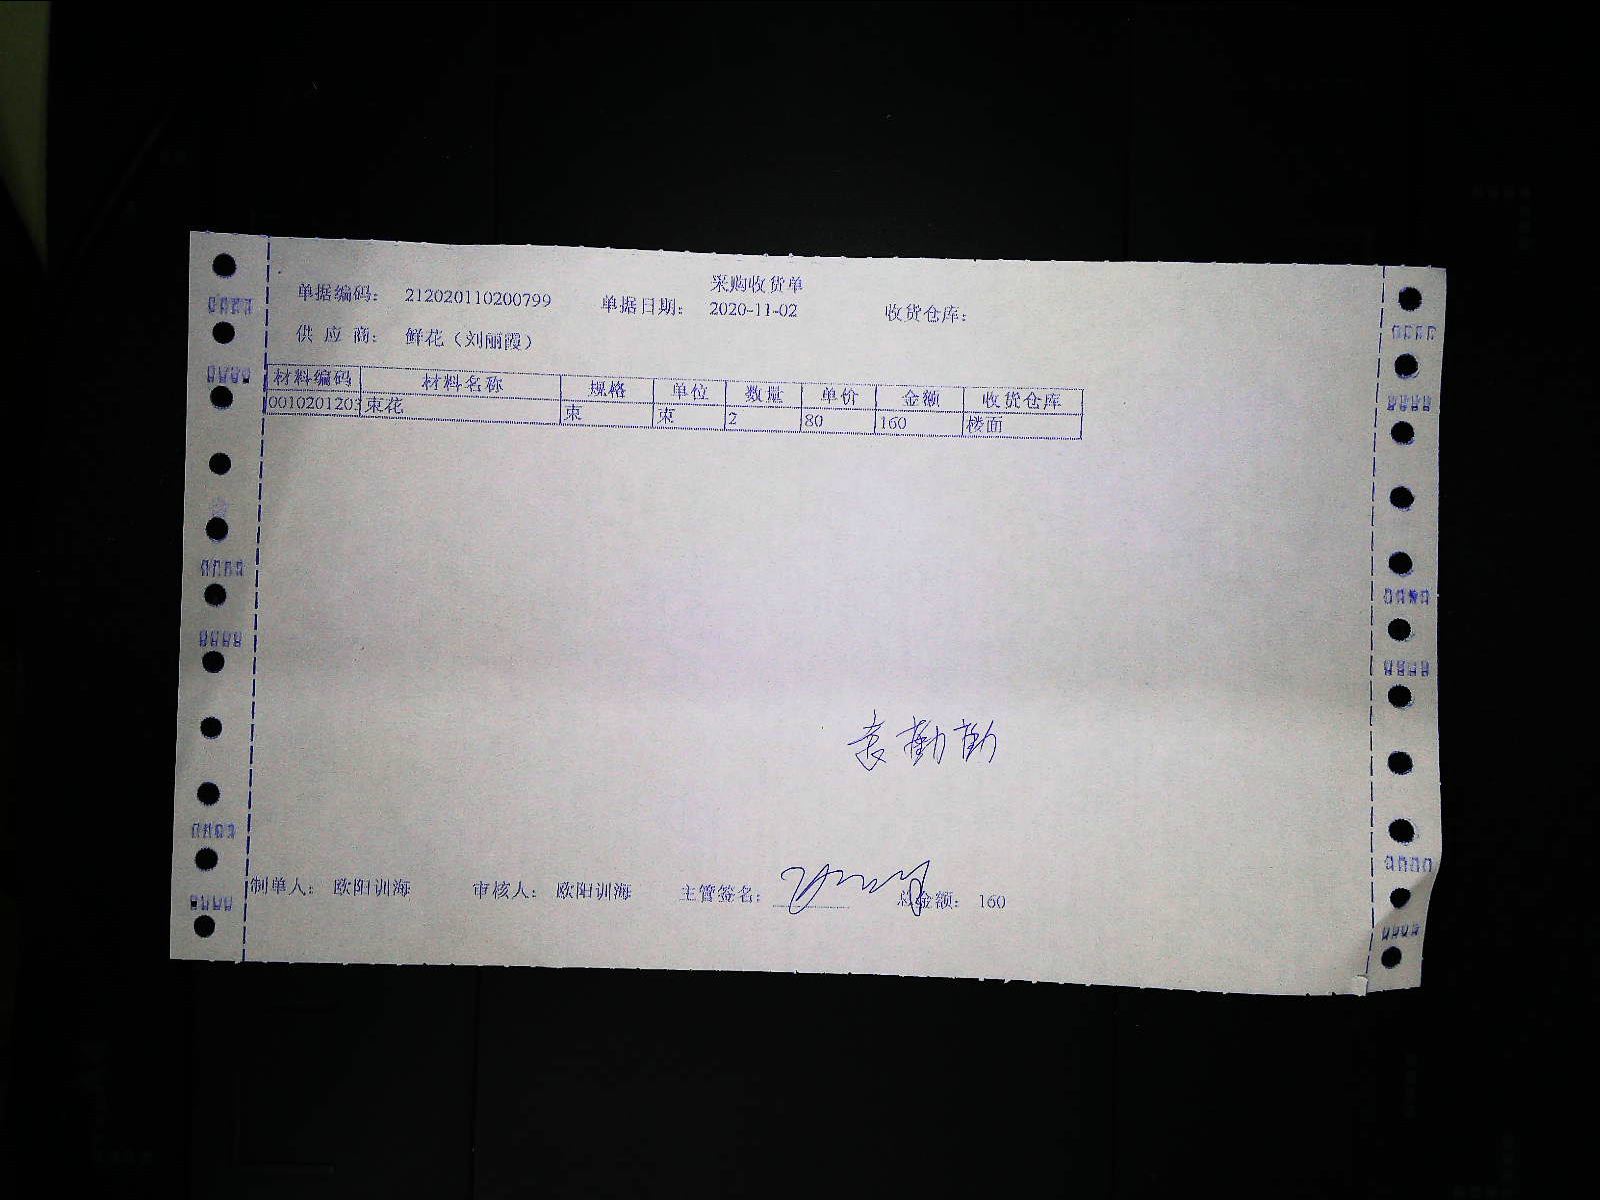 采购收货单
单据编码： 212020110200799 单据日期： 2020-11-02 收货仓库：
供 应 商： 鲜花（刘丽霞）
材料编码 材料名称 规格 单位 数量 单价 金额 收货仓库
0010201203 束花 束 束 2 80 160 楼面
制单人： 欧阳训海 审核人： 欧阳训海 主管签名： 总金额： 160